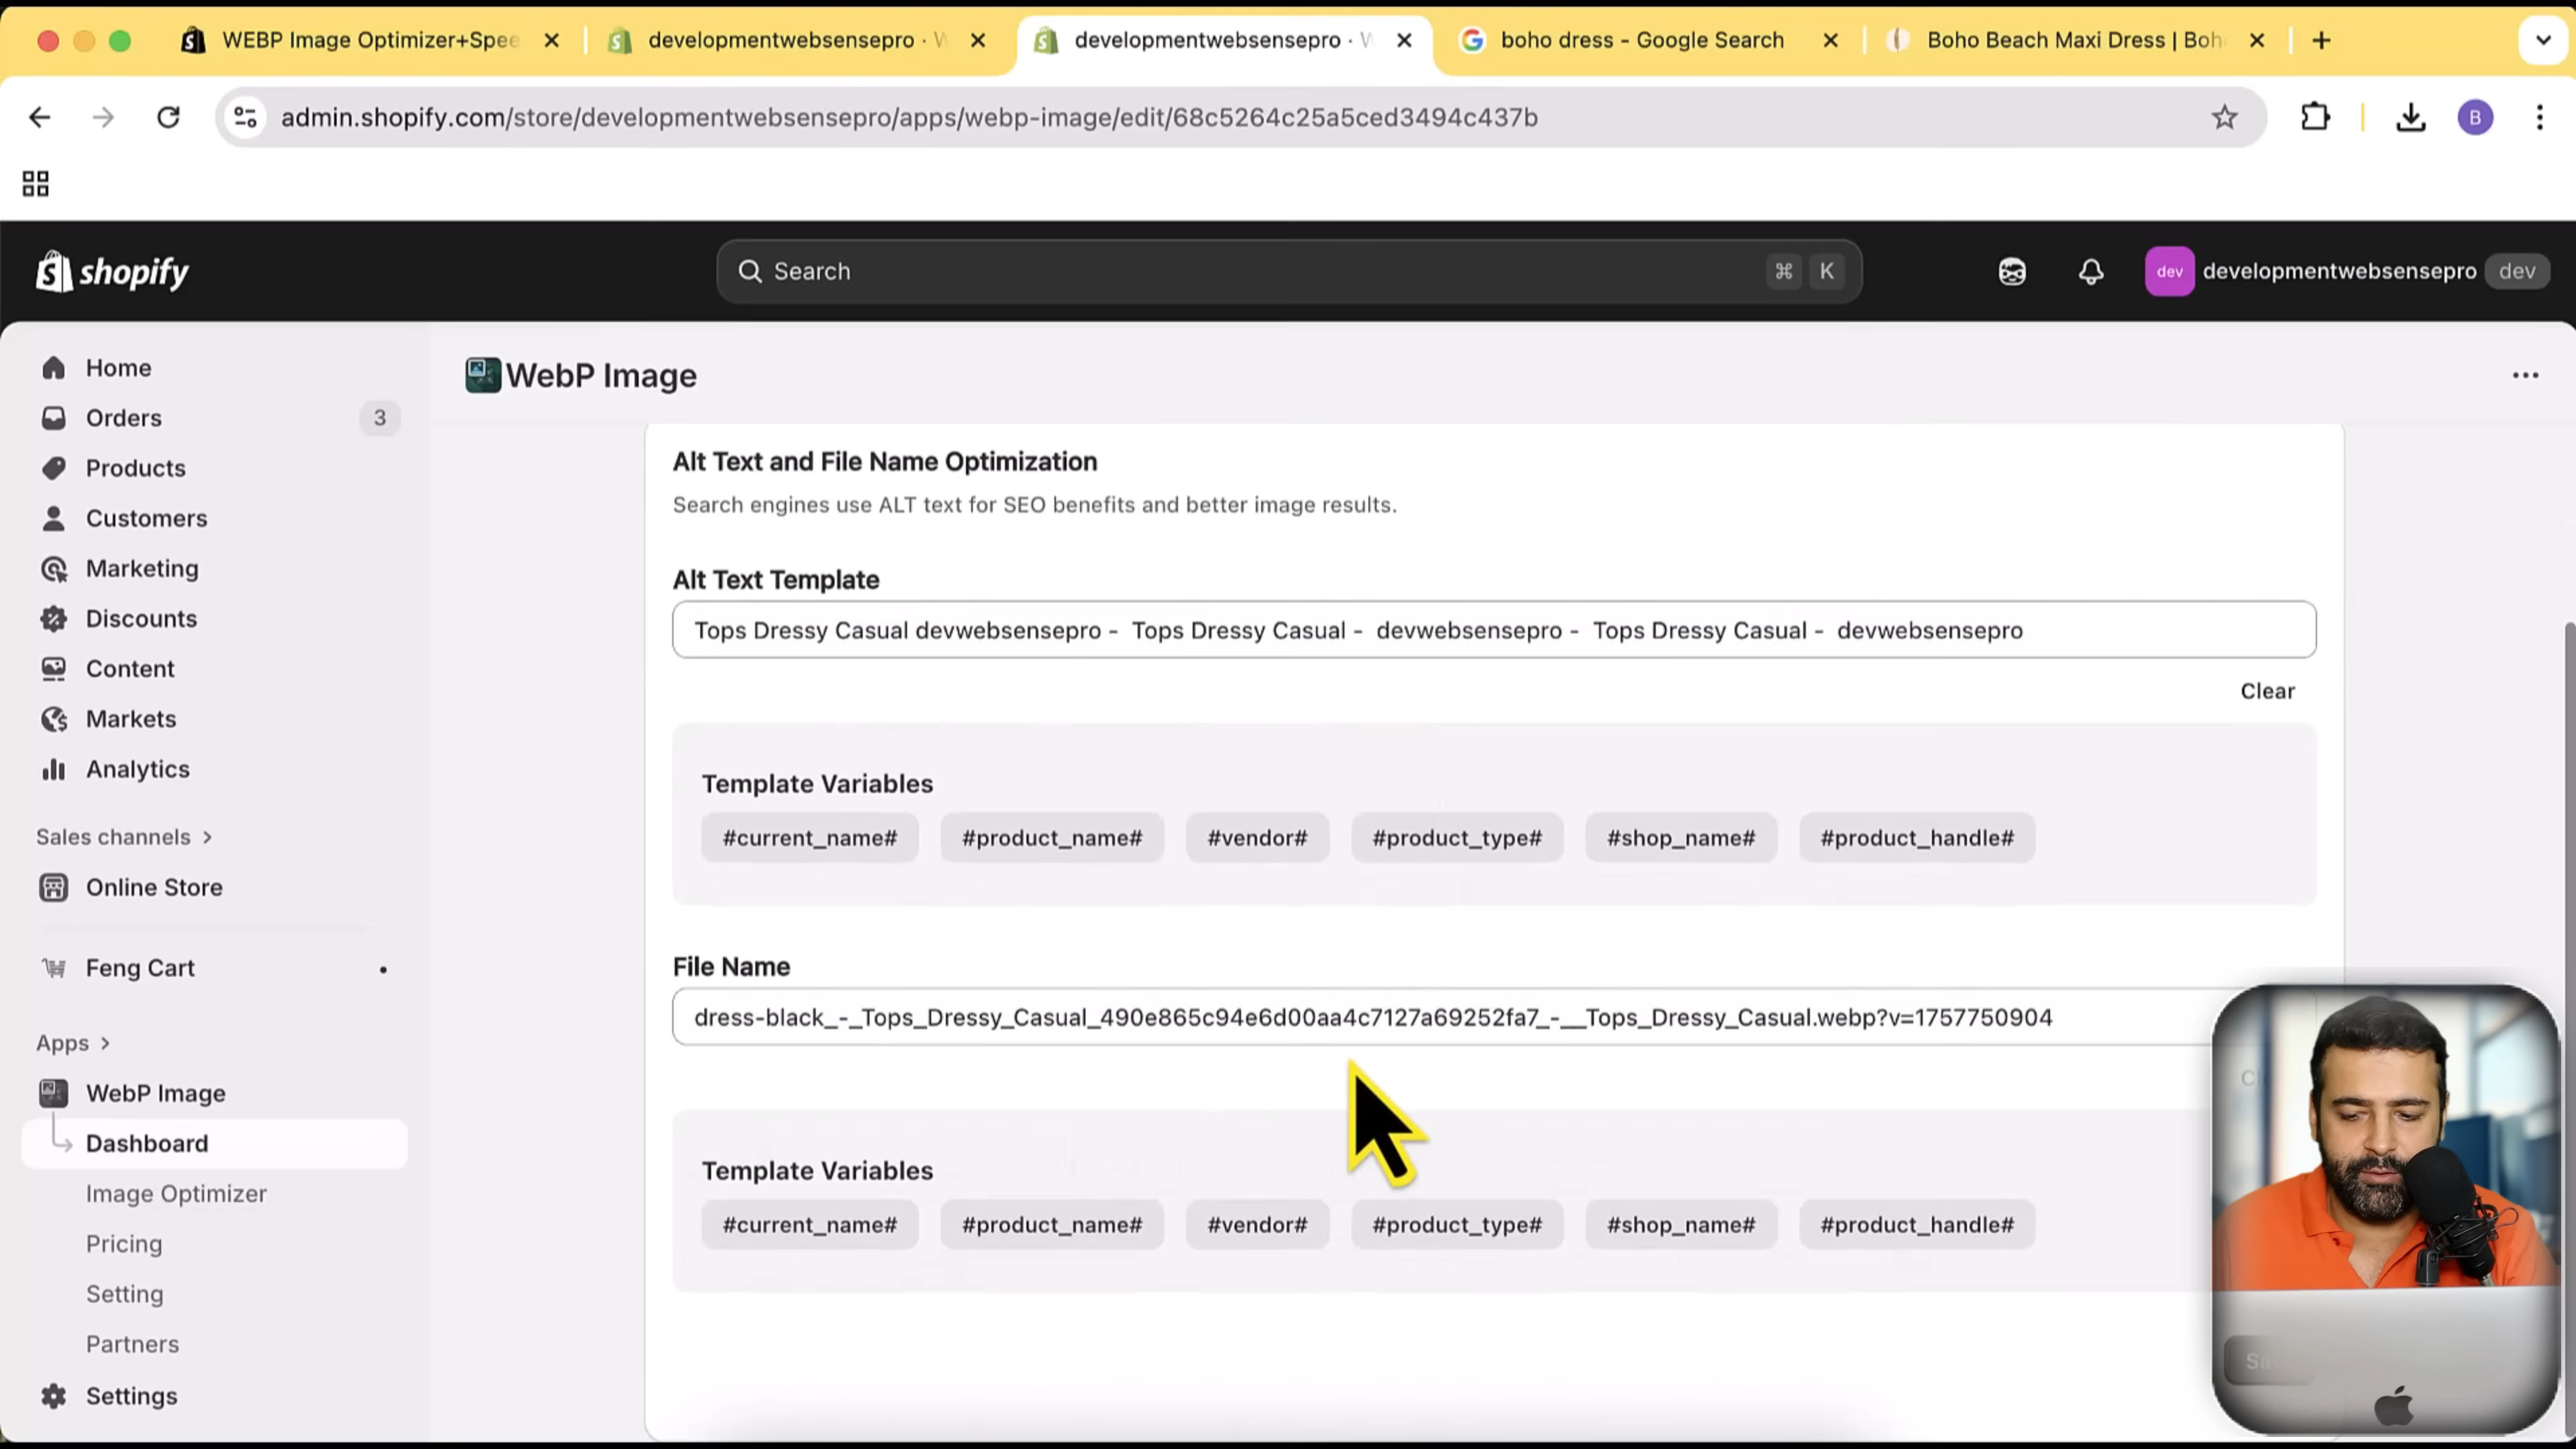 WEBP Image Optimizer+Spee
developmentwebsensepro ·
developmentwebsensepro ·
boho dress - Google Search
Boho Beach Maxi Dress | Boh
admin.shopify.com/store/developmentwebsensepro/apps/webp-image/edit/68c5264c25a5ced3494c437b
B
shopify
Search
⌘ K
dev
developmentwebsensepro
dev
Home
Orders
3
Products
Customers
Marketing
Discounts
Content
Markets
Analytics
Sales channels
Online Store
Feng Cart
Apps
WebP Image
Dashboard
Image Optimizer
Pricing
Setting
Partners
Settings
WebP Image
Alt Text and File Name Optimization
Search engines use ALT text for SEO benefits and better image results.
Alt Text Template
Tops Dressy Casual devwebsensepro - Tops Dressy Casual - devwebsensepro - Tops Dressy Casual - devwebsensepro
Clear
Template Variables
#current_name# #product_name# #vendor# #product_type# #shop_name# #product_handle#
File Name
dress-black_-_Tops_Dressy_Casual_490e865c94e6d00aa4c7127a69252fa7_-__Tops_Dressy_Casual.webp?v=1757750904
Template Variables
#current_name# #product_name# #vendor# #product_type# #shop_name# #product_handle#